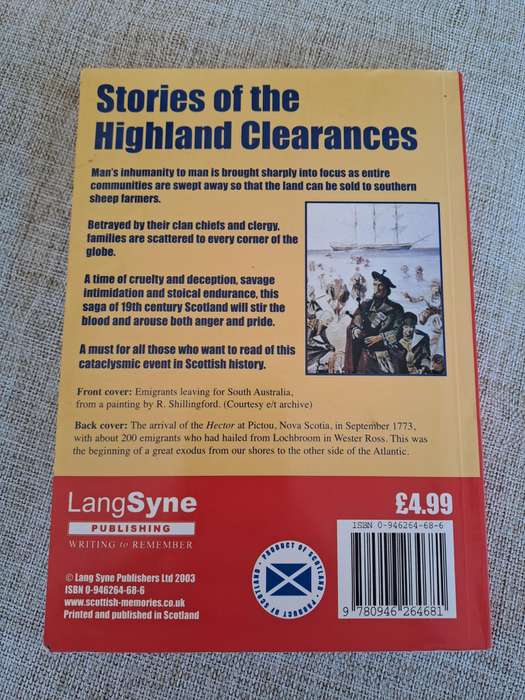 Stories of the
Highland Clearances
Man's inhumanity to man is brought sharply into focus as entire
communities are swept away so that the land can be sold to southern
sheep farmers.
Betrayed by their clan chiefs and clergy,
families are scattered to every corner of the
globe.
A time of cruelty and deception, savage
intimidation and stoical endurance, this
saga of 19th century Scotland will stir the
blood and arouse both anger and pride.
A must for all those who want to read of this
cataclysmic event in Scottish history.
Front cover: Emigrants leaving for South Australia,
from a painting by R. Shillingford. (Courtesy e/t archive)
Back cover: The arrival of the Hector at Pictou, Nova Scotia, in September 1773,
with about 200 emigrants who had hailed from Lochbroom in Wester Ross. This was
the beginning of a great exodus from our shores to the other side of the Atlantic.
LangSyne
PUBLISHING
WRITING to REMEMBER
© Lang Syne Publishers Ltd 2003
ISBN 0-946264-68-6
www.scottish-memories.co.uk
Printed and published in Scotland
PRODUCT OF SCOTLAND • PRODUCT OF SCOTLAND •
£4.99
ISBN 0-946264-68-6
9 780946 264681